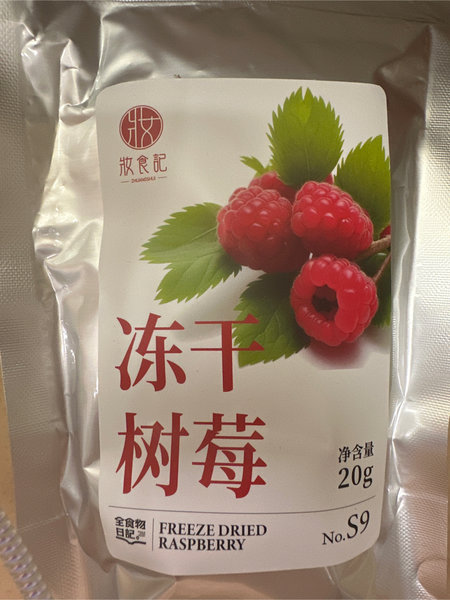 妝
妝食記
ZHUANGSHIJI
冻干
树莓
净含量
20g
全食物
日記
FREEZE DRIED
RASPBERRY
No.S9